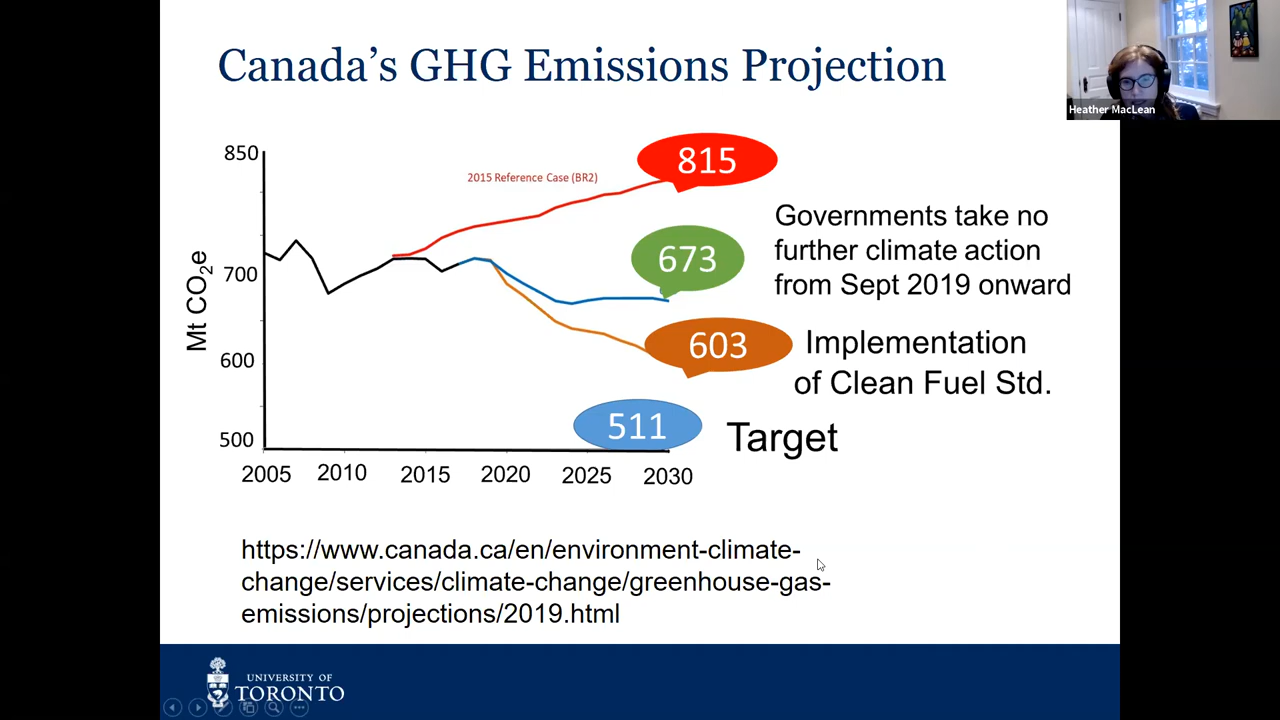 Canada's GHG Emissions Projection
Heather MacLean
850
815
2015 Reference Case (BR2)
Governments take no
further climate action
from Sept 2019 onward
673
700
Mt CO₂e
603
Implementation
of Clean Fuel Std.
600
511
Target
500
2005 2010 2015 2020 2025 2030
https://www.canada.ca/en/environment-climate-
change/services/climate-change/greenhouse-gas-
emissions/projections/2019.html
UNIVERSITY OF
TORONTO